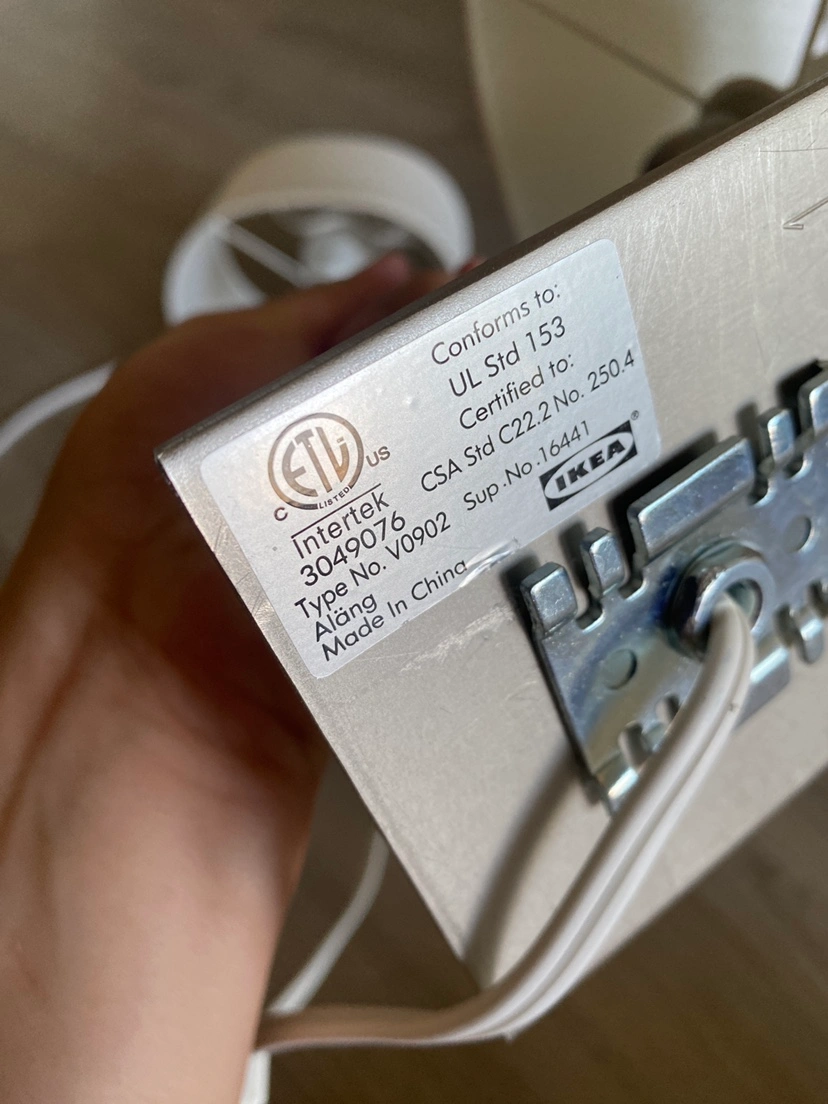 Conforms to:
UL Std 153
Certified to:
CSA Std C22.2 No. 250.4
ETL
LISTED
C US
Intertek
3049076
Type No. V0902 Sup.No.16441
Aläng
Made In China
IKEA®